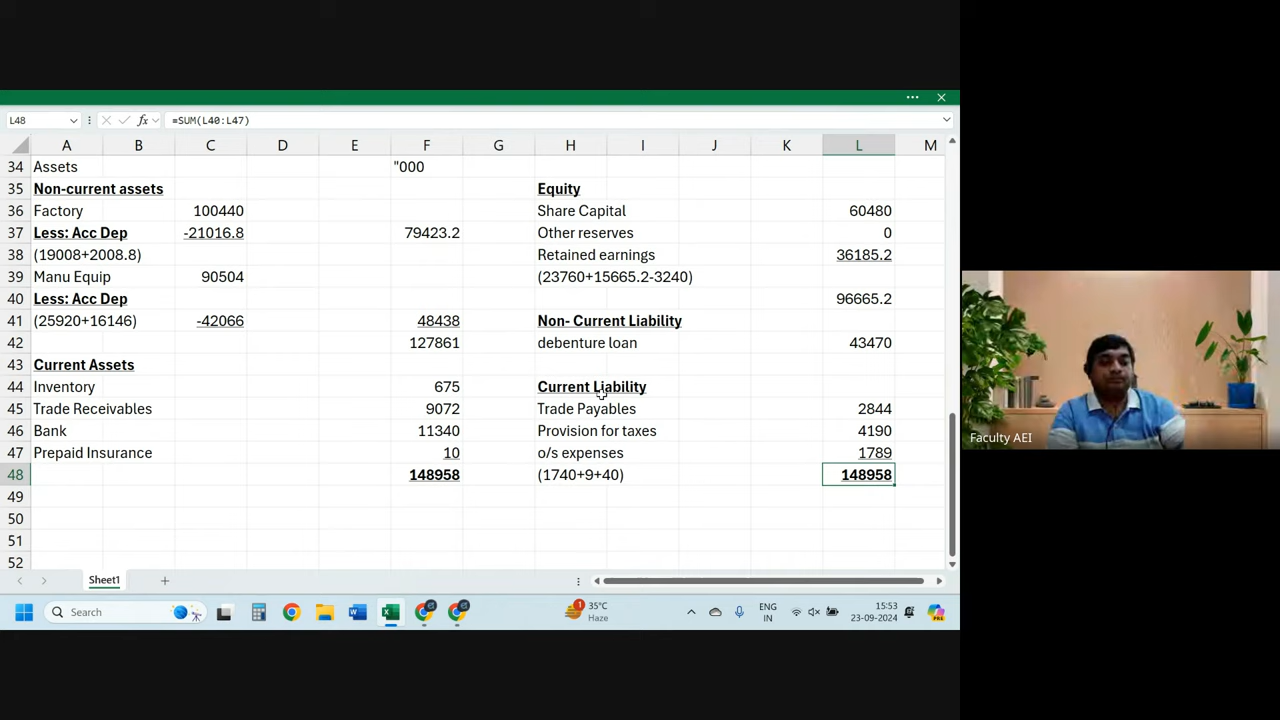 L48 fx =SUM(L40:L47)
A B C D E F G H I J K L M
34 Assets "000
35 Non-current assets Equity
36 Factory 100440 Share Capital 60480
37 Less: Acc Dep -21016.8 79423.2 Other reserves 0
38 (19008+2008.8) Retained earnings 36185.2
39 Manu Equip 90504 (23760+15665.2-3240)
40 Less: Acc Dep 96665.2
41 (25920+16146) -42066 48438 Non- Current Liability
42 127861 debenture loan 43470
43 Current Assets
44 Inventory 675 Current Liability
45 Trade Receivables 9072 Trade Payables 2844
46 Bank 11340 Provision for taxes 4190
47 Prepaid Insurance 10 o/s expenses 1789
48 148958 (1740+9+40) 148958
49
50
51
52
Faculty AEI
Sheet1
Search 1 35°C ENG 15:53
Haze IN 23-09-2024